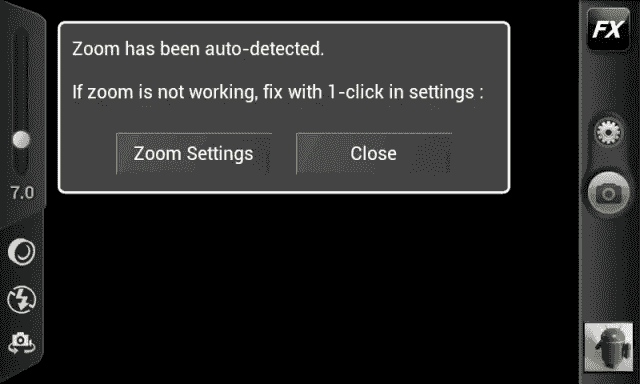 Zoom has been auto-detected.
If zoom is not working, fix with 1-click in settings :
Zoom Settings
Close
7.0
FX